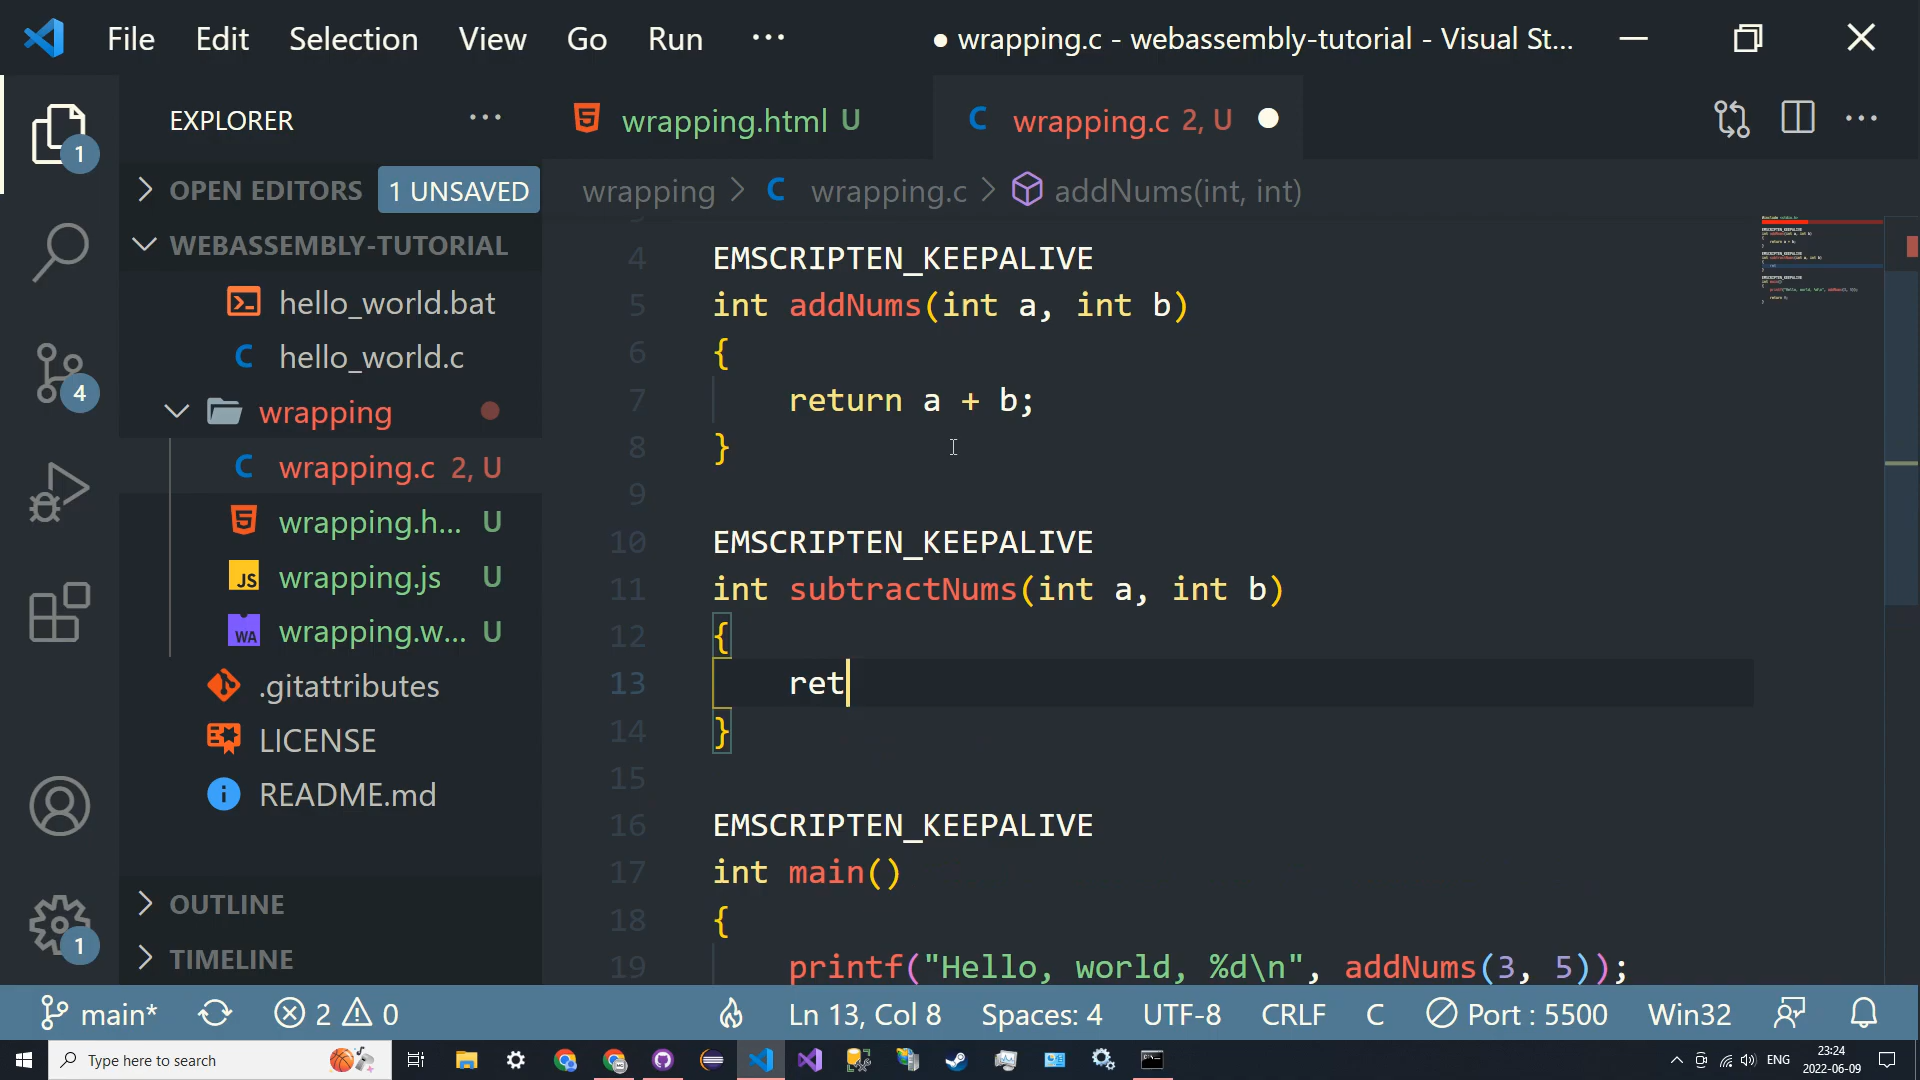 File Edit Selection View Go Run ··· ● wrapping.c - webassembly-tutorial - Visual St...
EXPLORER ···
wrapping.html U
wrapping.c 2, U
OPEN EDITORS 1 UNSAVED
wrapping > C wrapping.c > addNums(int, int)
WEBASSEMBLY-TUTORIAL
hello_world.bat
C hello_world.c
wrapping
C wrapping.c 2, U
wrapping.h... U
JS wrapping.js U
WA wrapping.w... U
.gitattributes
LICENSE
README.md
OUTLINE
TIMELINE
1
4
1
4 EMSCRIPTEN_KEEPALIVE
5 int addNums(int a, int b)
6 {
7 return a + b;
8 }
9
10 EMSCRIPTEN_KEEPALIVE
11 int subtractNums(int a, int b)
12 {
13 ret
14 }
15
16 EMSCRIPTEN_KEEPALIVE
17 int main()
18 {
19 printf("Hello, world, %d\n", addNums(3, 5));
main* 2 0 Ln 13, Col 8 Spaces: 4 UTF-8 CRLF C Port : 5500 Win32
Type here to search
ENG 23:24
2022-06-09